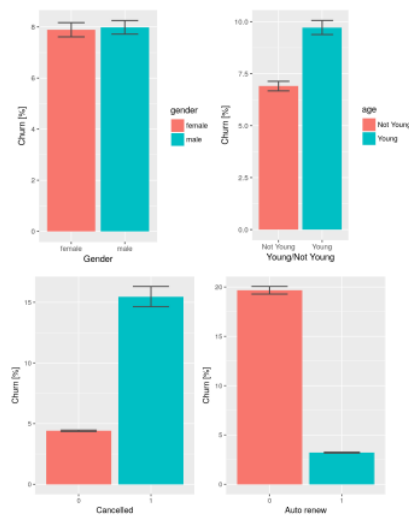 Churn [%]
8
6
4
2
0
female
male
Gender
gender
female
male
Churn [%]
10.0
7.5
5.0
2.5
0.0
Not Young
Young
Young/Not Young
age
Not Young
Young
Churn [%]
15
10
5
0
0
1
Cancelled
Churn [%]
20
15
10
5
0
0
1
Auto renew